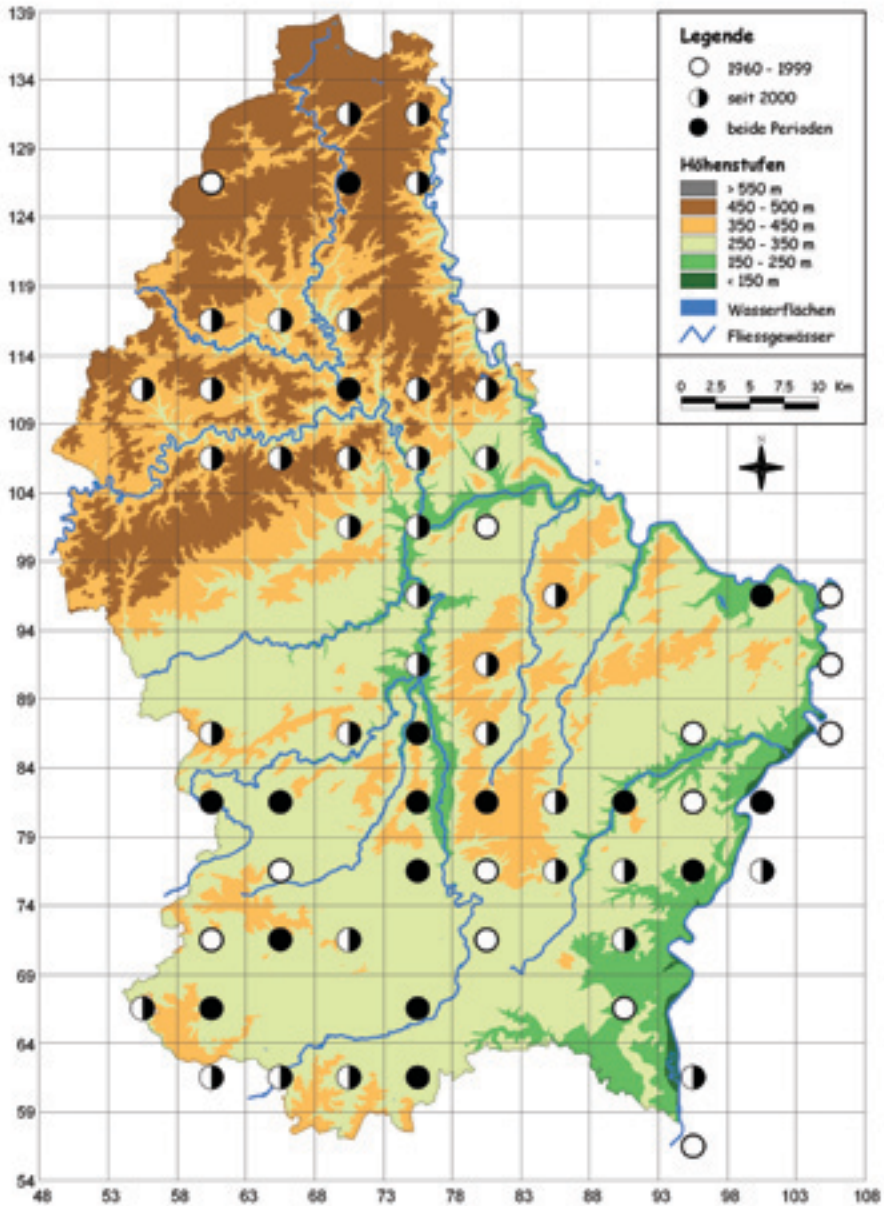 139
134
129
124
119
114
109
104
99
94
89
84
79
74
69
64
59
54
48 53 58 63 68 73 78 83 88 93 98 103 108
Legende
1960 - 1999
seit 2000
beide Perioden
Höhenstufen
> 550 m
450 - 500 m
350 - 450 m
250 - 350 m
150 - 250 m
< 150 m
Wasserflächen
Fliessgewässer
0 2.5 5 7.5 10 Km
N